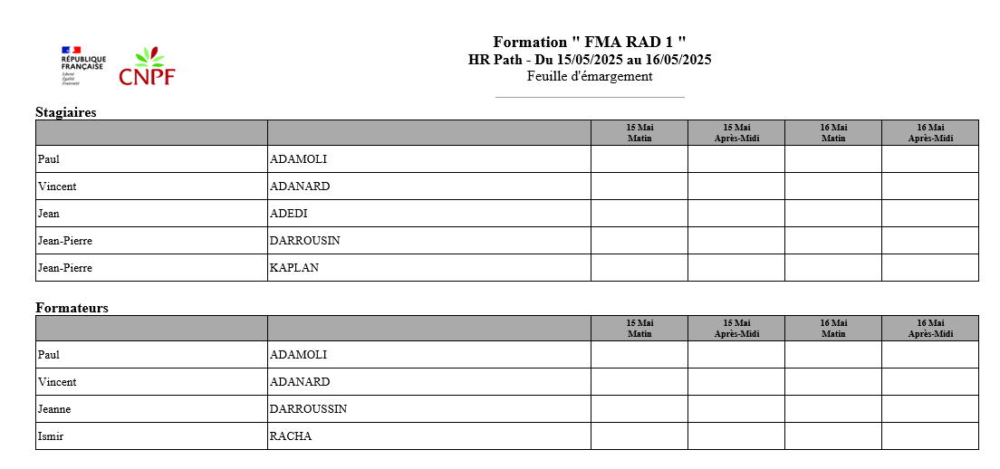 RÉPUBLIQUE
FRANÇAISE
Liberté
Égalité
Fraternité
CNPF
Formation " FMA RAD 1 "
HR Path - Du 15/05/2025 au 16/05/2025
Feuille d'émargement
Stagiaires
15 Mai Matin 15 Mai Après-Midi 16 Mai Matin 16 Mai Après-Midi
Paul ADAMOLI
Vincent ADANARD
Jean ADEDI
Jean-Pierre DARROUSIN
Jean-Pierre KAPLAN
Formateurs
15 Mai Matin 15 Mai Après-Midi 16 Mai Matin 16 Mai Après-Midi
Paul ADAMOLI
Vincent ADANARD
Jeanne DARROUSSIN
Ismir RACHA